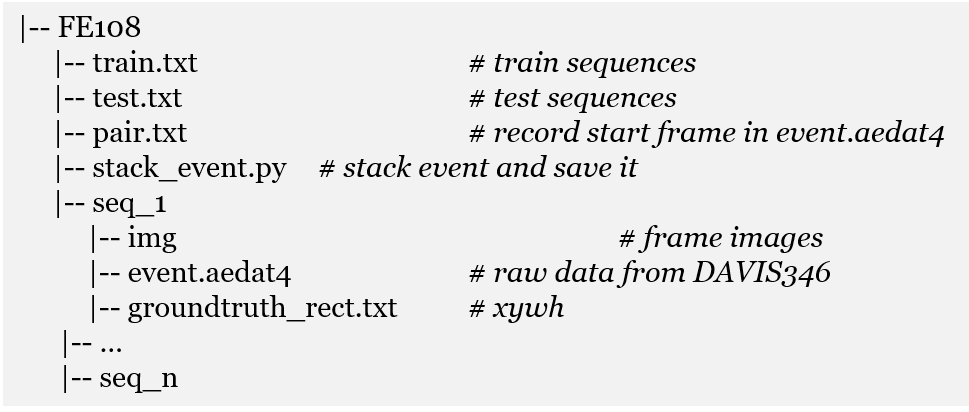 |-- FE108
|-- train.txt # train sequences
|-- test.txt # test sequences
|-- pair.txt # record start frame in event.aedat4
|-- stack_event.py # stack event and save it
|-- seq_1
|-- img # frame images
|-- event.aedat4 # raw data from DAVIS346
|-- groundtruth_rect.txt # xywh
|-- ...
|-- seq_n